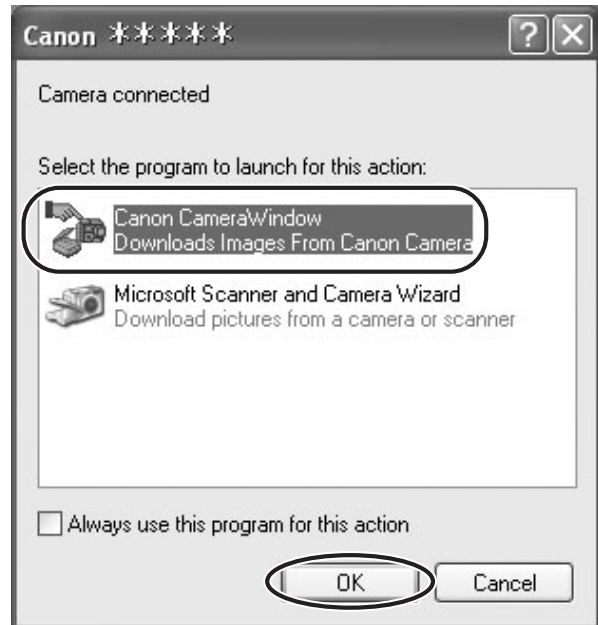 Canon *****
Camera connected
Select the program to launch for this action:
Canon CameraWindow
Downloads Images From Canon Camera
Microsoft Scanner and Camera Wizard
Download pictures from a camera or scanner
Always use this program for this action
OK Cancel